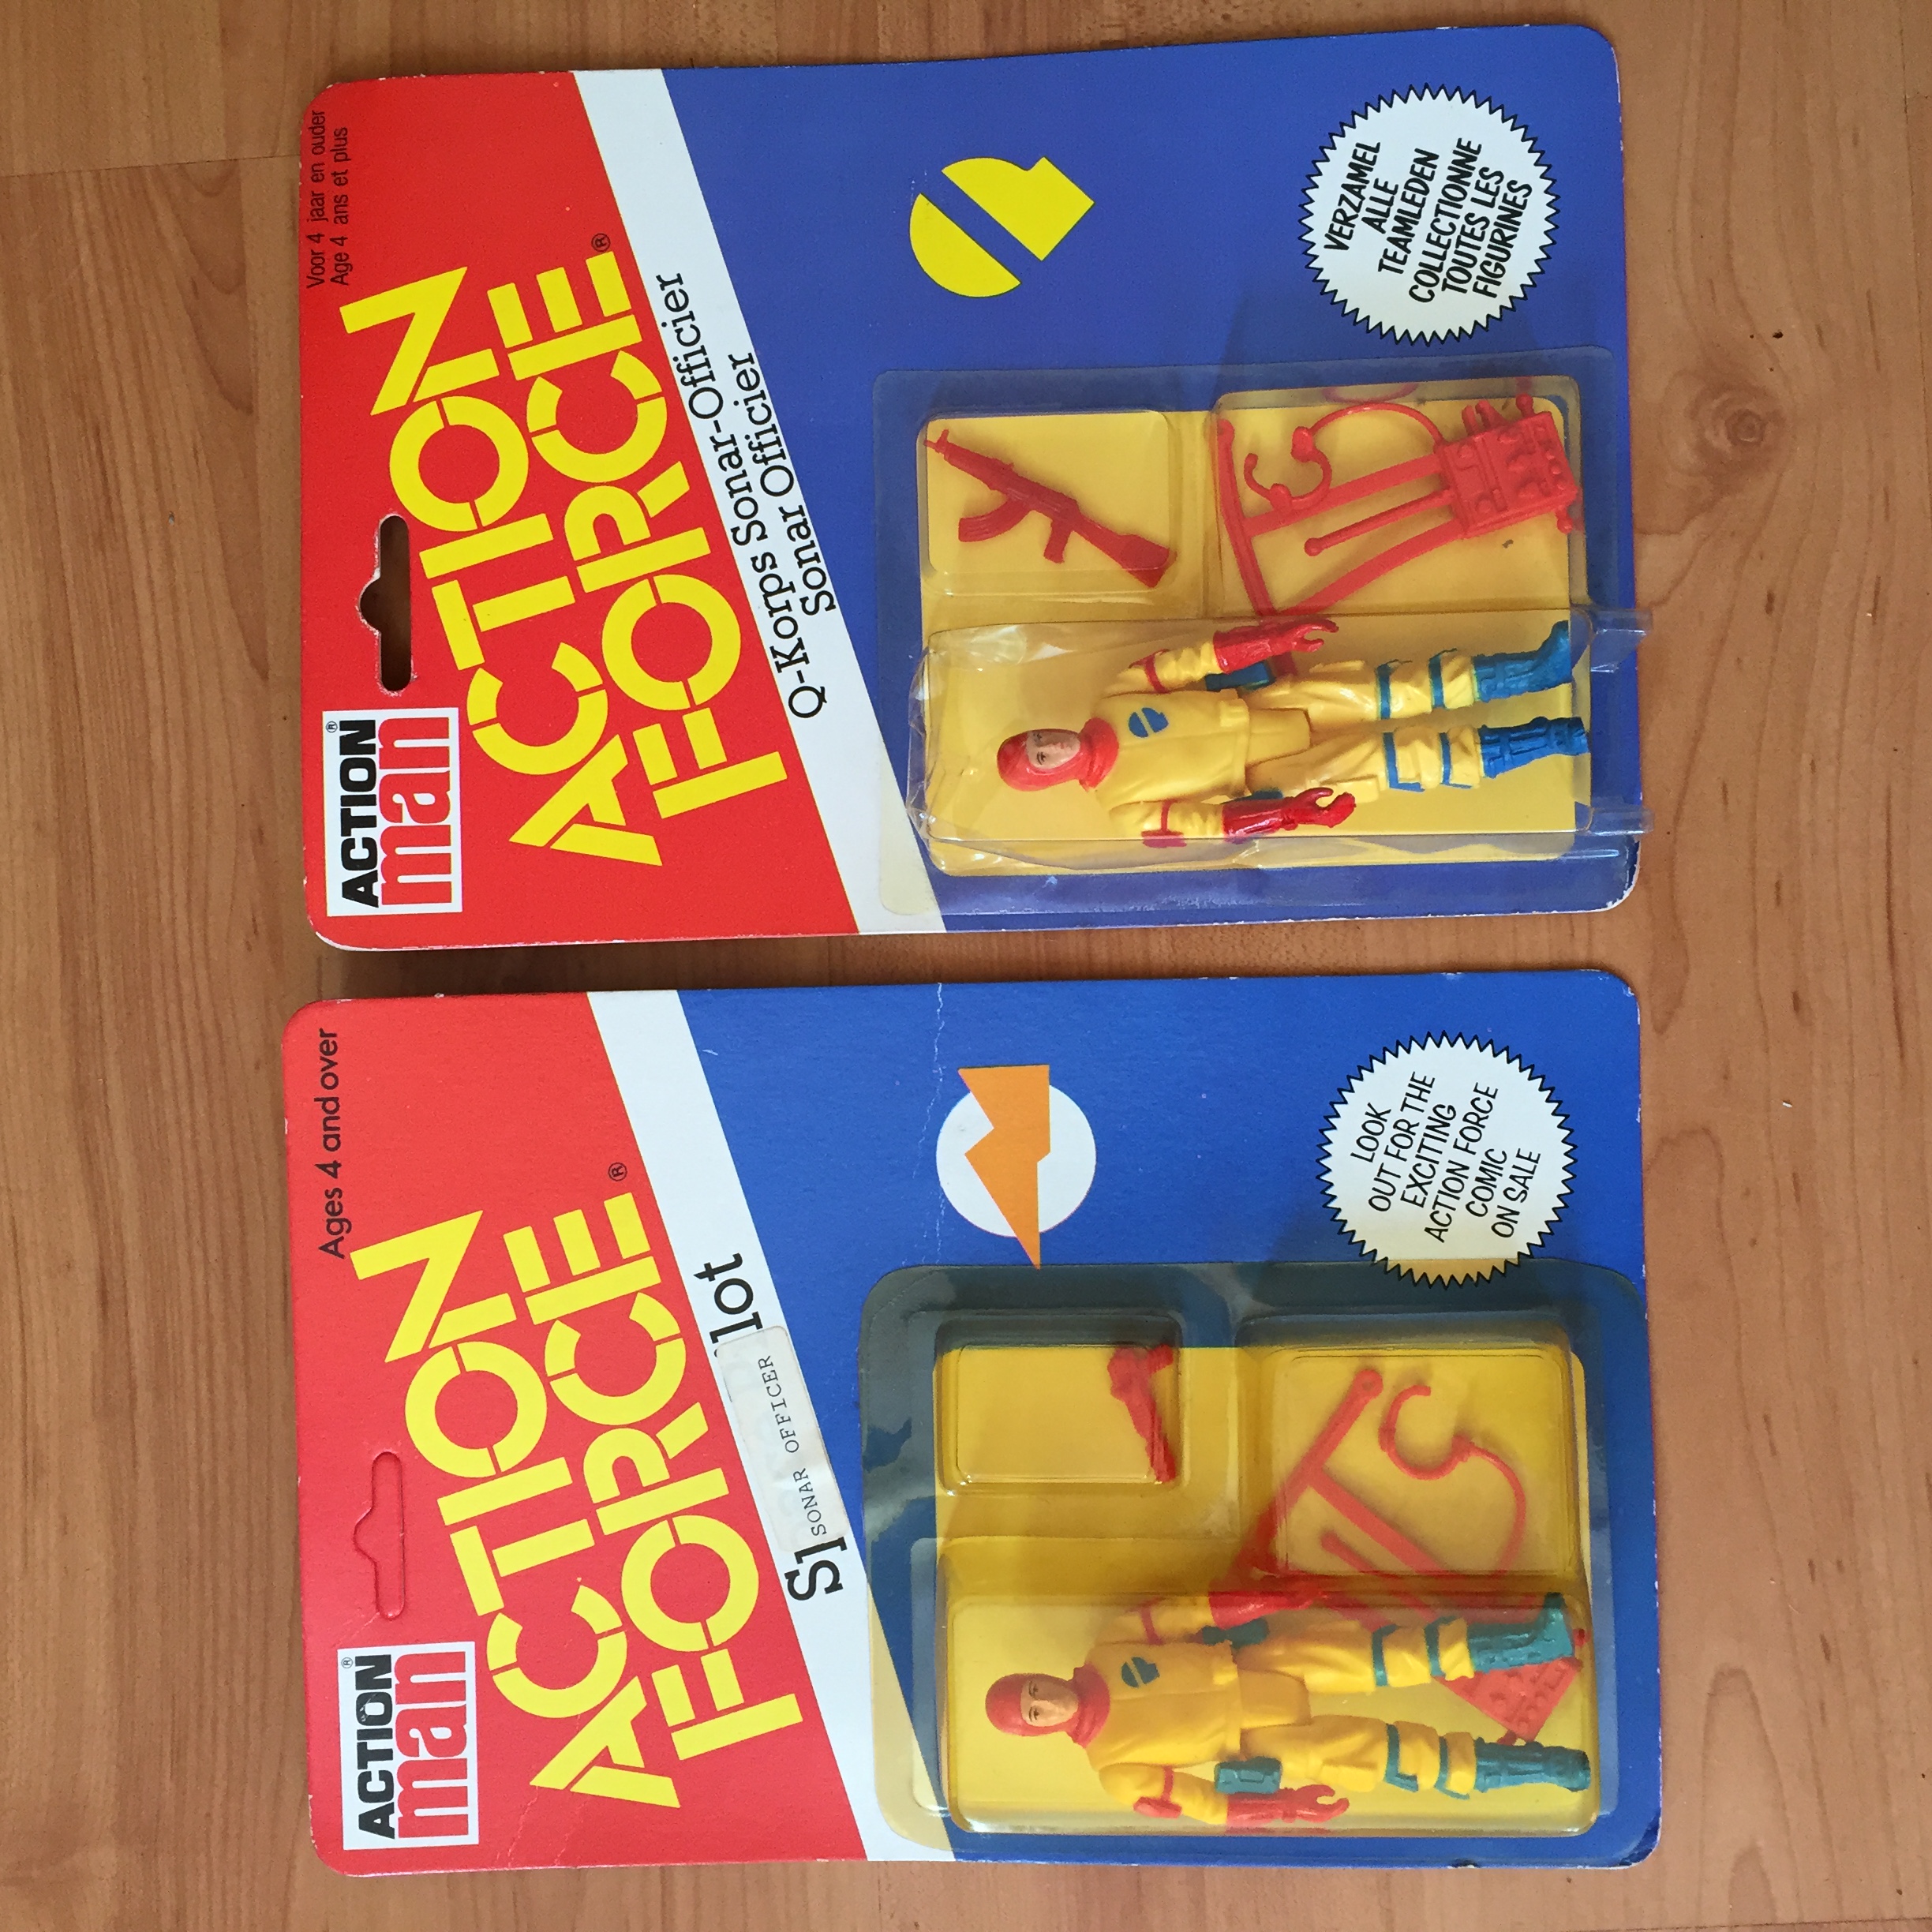 ACTION
man®
Voor 4 jaar en ouder
Age 4 ans et plus
ACTION
FORCE®
Q-Korps Sonar-Officier
Sonar Officier
VERZAMEL
ALLE
TEAMLEDEN
COLLECTIONNE
TOUTES LES
FIGURINES
ACTION
man®
Ages 4 and over
ACTION
FORCE®
SONAR OFFICER
LOOK
OUT FOR THE
EXCITING
ACTION FORCE
COMIC
ON SALE